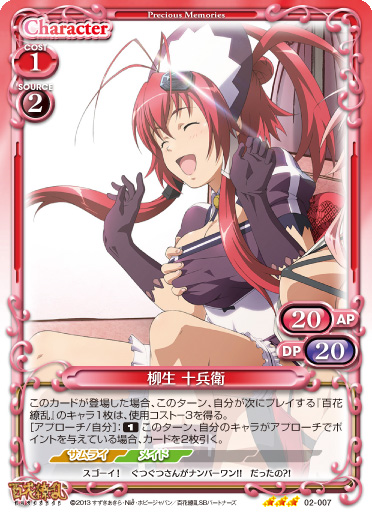 Precious Memories
Character
COST
1
SOURCE
2
20 AP
DP 20
柳生 十兵衛
このカードが登場した場合、このターン、自分が次にプレイする『百花
繚乱』のキャラ1枚は、使用コスト－3を得る。
[アプローチ/自分]：1 このターン、自分のキャラがアプローチでポ
イントを与えている場合、カードを2枚引く。
サムライ メイド
スゴーイ！ ぐつぐつさんがナンバーワン!! だったの?!
百花繚乱
©2013 すずきあきら・Niθ・ホビージャパン／百花繚乱SBパートナーズ
02-007